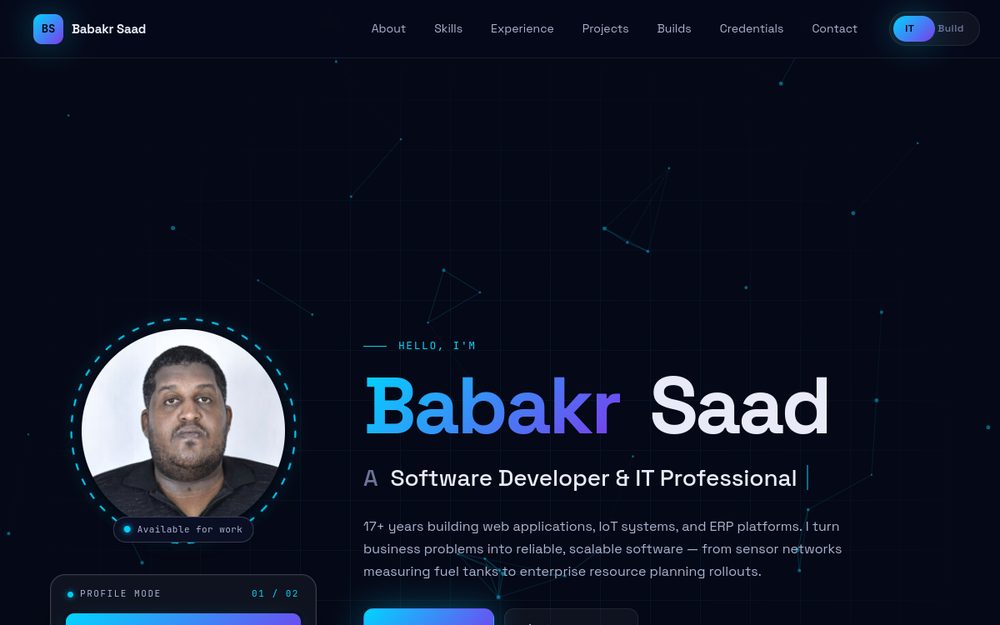 BS Babakr Saad About Skills Experience Projects Builds Credentials Contact IT Build
HELLO, I'M
Babakr Saad
A Software Developer & IT Professional
17+ years building web applications, IoT systems, and ERP platforms. I turn
business problems into reliable, scalable software — from sensor networks
measuring fuel tanks to enterprise resource planning rollouts.
Available for work
PROFILE MODE 01 / 02